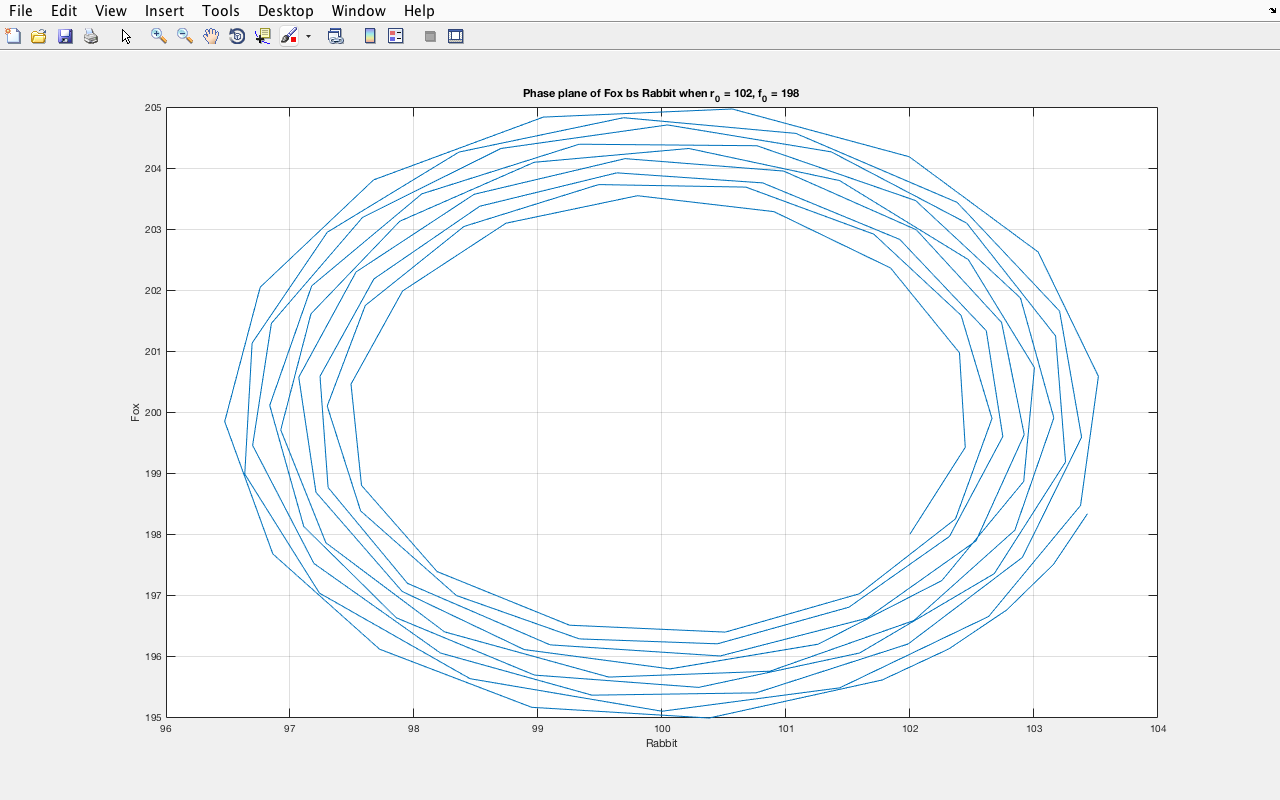 File Edit View Insert Tools Desktop Window Help
Phase plane of Fox bs Rabbit when r0 = 102, f0 = 198
205
204
203
202
201
200
199
198
197
196
195
Fox
96 97 98 99 100 101 102 103 104
Rabbit